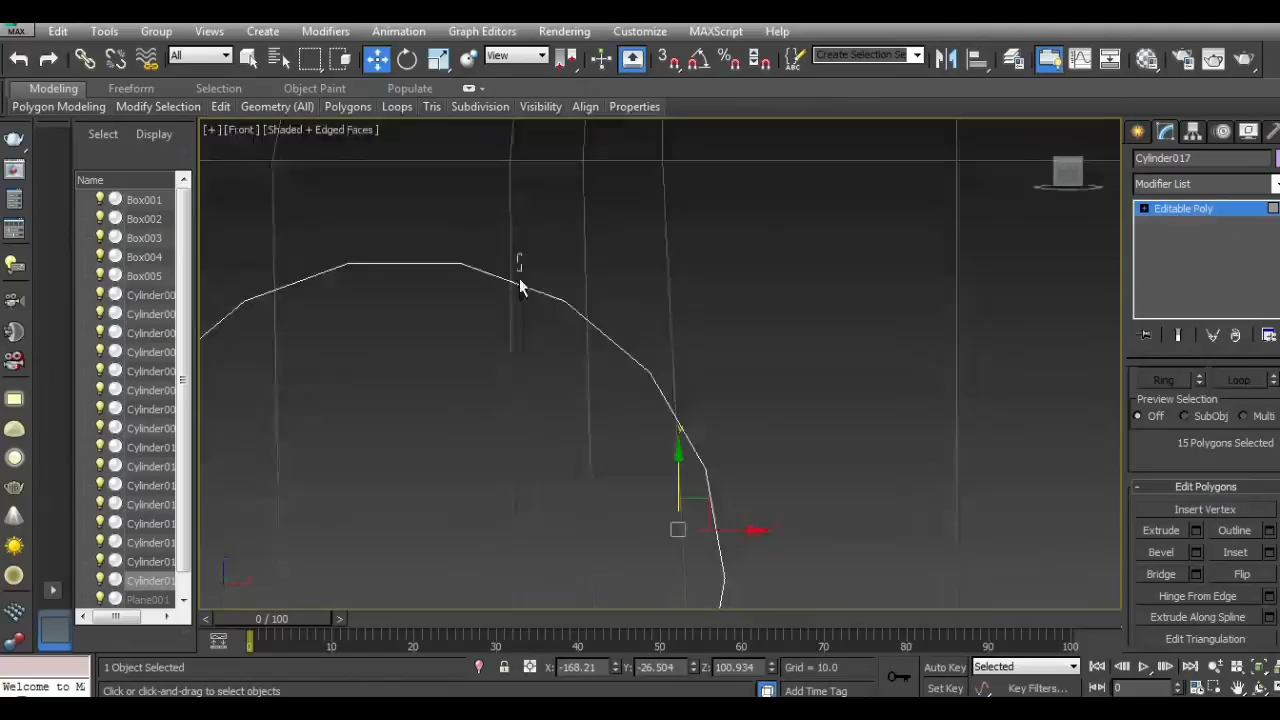 MAX Edit Tools Group Views Create Modifiers Animation Graph Editors Rendering Customize MAXScript Help
All View Create Selection Se
Modeling Freeform Selection Object Paint Populate
Polygon Modeling Modify Selection Edit Geometry (All) Polygons Loops Tris Subdivision Visibility Align Properties
Select Display
[+] [Front] [Shaded + Edged Faces ]
Cylinder017
Name
Modifier List
Box001
Editable Poly
Box002
Box003
Box004
Box005
Cylinder00
Cylinder00
Cylinder00
Cylinder00
Cylinder00
Cylinder00
Cylinder00
Cylinder00
Cylinder01
Cylinder01
Cylinder01
Cylinder01
Cylinder01
Cylinder01
Cylinder01
Cylinder01
Plane001
Ring Loop
Preview Selection
Off SubObj Multi
15 Polygons Selected
Edit Polygons
Insert Vertex
Extrude Outline
Bevel Inset
Bridge Flip
Hinge From Edge
Extrude Along Spline
Edit Triangulation
< 0 / 100 >
0 10 20 30 40 50 60 70 80 90 100
1 Object Selected X: -168.21 Y: -26.504 Z: 100.934 Grid = 10.0 Auto Key Selected
Welcome to M
Click or click-and-drag to select objects Add Time Tag Set Key Key Filters... 0